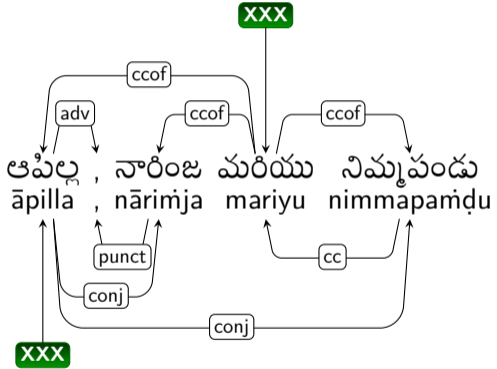 XXX
ccof
adv ccof ccof
ఆపిల్ల , నారింజ మరియు నిమ్మపండు
āpilla , nāriṁja mariyu nimmapaṁḍu
punct cc
conj
conj
XXX